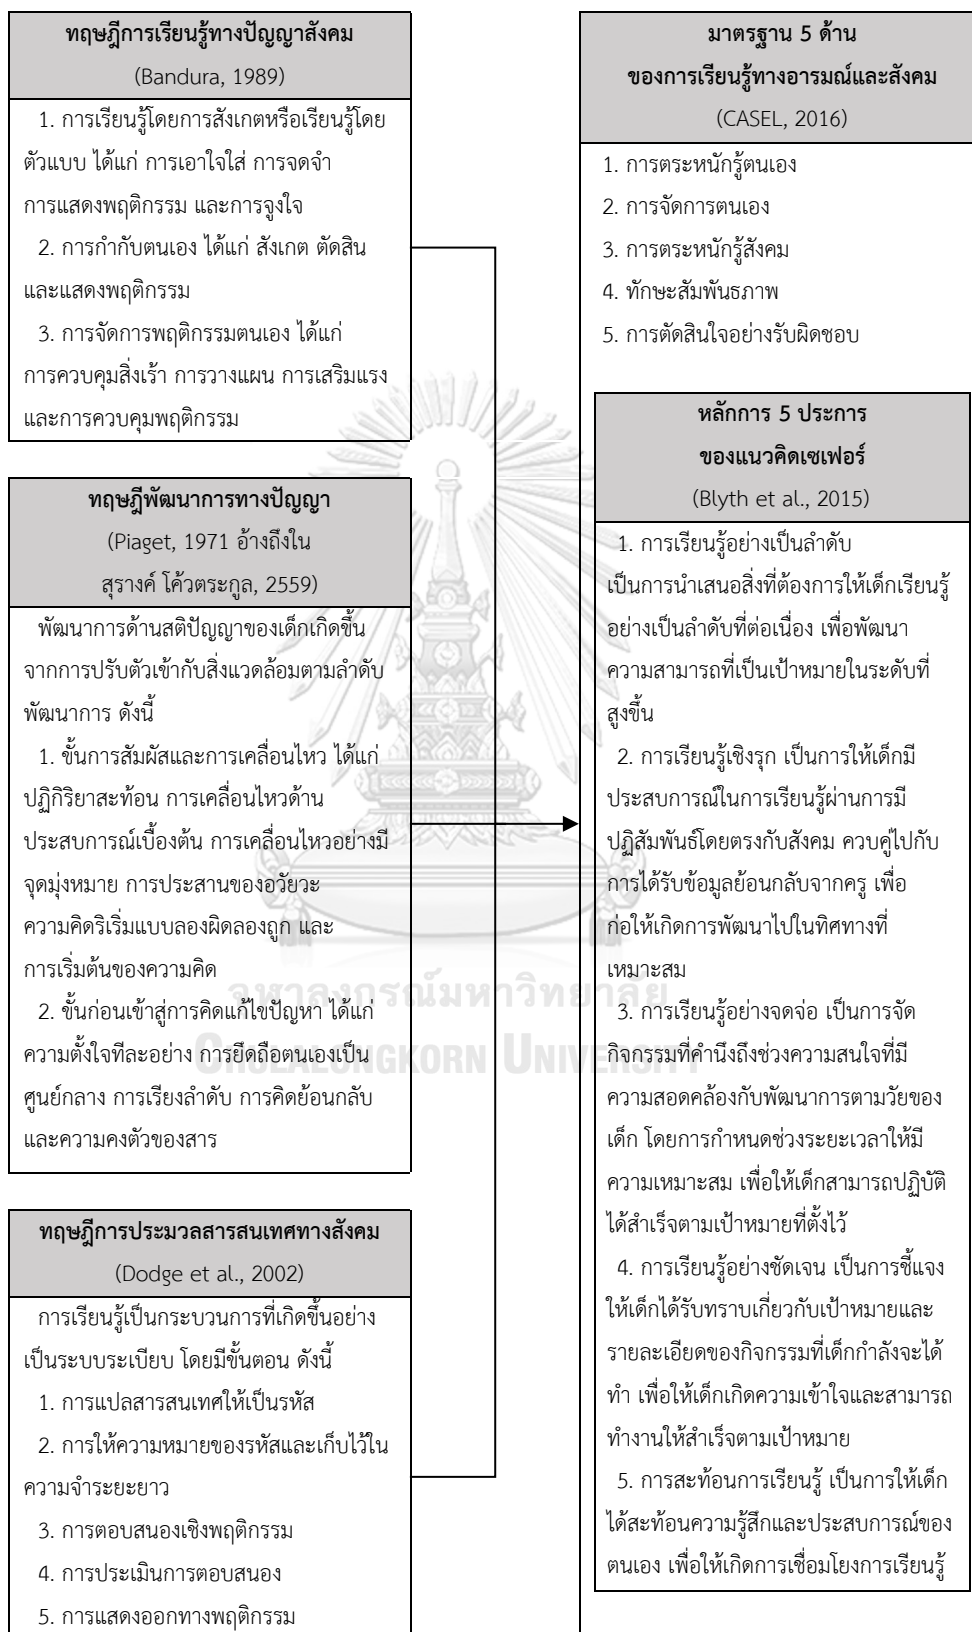 ทฤษฎีการเรียนรู้ทางปัญญาสังคม
(Bandura, 1989)
1. การเรียนรู้โดยการสังเกตหรือเรียนรู้โดย
ตัวแบบ ได้แก่ การเอาใจใส่ การจดจำ
การแสดงพฤติกรรม และการจูงใจ
2. การกำกับตนเอง ได้แก่ สังเกต ตัดสิน
และแสดงพฤติกรรม
3. การจัดการพฤติกรรมตนเอง ได้แก่
การควบคุมสิ่งเร้า การวางแผน การเสริมแรง
และการควบคุมพฤติกรรม
ทฤษฎีพัฒนาการทางปัญญา
(Piaget, 1971 อ้างถึงใน
สุรางค์ โค้วตระกูล, 2559)
พัฒนาการด้านสติปัญญาของเด็กเกิดขึ้น
จากการปรับตัวเข้ากับสิ่งแวดล้อมตามลำดับ
พัฒนาการ ดังนี้
1. ขั้นการสัมผัสและการเคลื่อนไหว ได้แก่
ปฏิกิริยาสะท้อน การเคลื่อนไหวด้าน
ประสบการณ์เบื้องต้น การเคลื่อนไหวอย่างมี
จุดมุ่งหมาย การประสานของอวัยวะ
ความคิดริเริ่มแบบลองผิดลองถูก และ
การเริ่มต้นของความคิด
2. ขั้นก่อนเข้าสู่การคิดแก้ไขปัญหา ได้แก่
ความตั้งใจทีละอย่าง การยึดถือตนเองเป็น
ศูนย์กลาง การเรียงลำดับ การคิดย้อนกลับ
และความคงตัวของสาร
ทฤษฎีการประมวลสารสนเทศทางสังคม
(Dodge et al., 2002)
การเรียนรู้เป็นกระบวนการที่เกิดขึ้นอย่าง
เป็นระบบระเบียบ โดยมีขั้นตอน ดังนี้
1. การแปลสารสนเทศให้เป็นรหัส
2. การให้ความหมายของรหัสและเก็บไว้ใน
ความจำระยะยาว
3. การตอบสนองเชิงพฤติกรรม
4. การประเมินการตอบสนอง
5. การแสดงออกทางพฤติกรรม
มาตรฐาน 5 ด้าน
ของการเรียนรู้ทางอารมณ์และสังคม
(CASEL, 2016)
1. การตระหนักรู้ตนเอง
2. การจัดการตนเอง
3. การตระหนักรู้สังคม
4. ทักษะสัมพันธภาพ
5. การตัดสินใจอย่างรับผิดชอบ
หลักการ 5 ประการ
ของแนวคิดเซเฟอร์
(Blyth et al., 2015)
1. การเรียนรู้อย่างเป็นลำดับ
เป็นการนำเสนอสิ่งที่ต้องการให้เด็กเรียนรู้
อย่างเป็นลำดับที่ต่อเนื่อง เพื่อพัฒนา
ความสามารถที่เป็นเป้าหมายในระดับที่
สูงขึ้น
2. การเรียนรู้เชิงรุก เป็นการให้เด็กมี
ประสบการณ์ในการเรียนรู้ผ่านการมี
ปฏิสัมพันธ์โดยตรงกับสังคม ควบคู่ไปกับ
การได้รับข้อมูลย้อนกลับจากครู เพื่อ
ก่อให้เกิดการพัฒนาไปในทิศทางที่
เหมาะสม
3. การเรียนรู้อย่างจดจ่อ เป็นการจัด
กิจกรรมที่คำนึงถึงช่วงความสนใจที่มี
ความสอดคล้องกับพัฒนาการตามวัยของ
เด็ก โดยการกำหนดช่วงระยะเวลาให้มี
ความเหมาะสม เพื่อให้เด็กสามารถปฏิบัติ
ได้สำเร็จตามเป้าหมายที่ตั้งไว้
4. การเรียนรู้อย่างชัดเจน เป็นการชี้แจง
ให้เด็กได้รับทราบเกี่ยวกับเป้าหมายและ
รายละเอียดของกิจกรรมที่เด็กกำลังจะได้
ทำ เพื่อให้เด็กเกิดความเข้าใจและสามารถ
ทำงานให้สำเร็จตามเป้าหมาย
5. การสะท้อนการเรียนรู้ เป็นการให้เด็ก
ได้สะท้อนความรู้สึกและประสบการณ์ของ
ตนเอง เพื่อให้เกิดการเชื่อมโยงการเรียนรู้
จุฬาลงกรณ์มหาวิทยาลัย
CHULALONGKORN UNIVERSITY